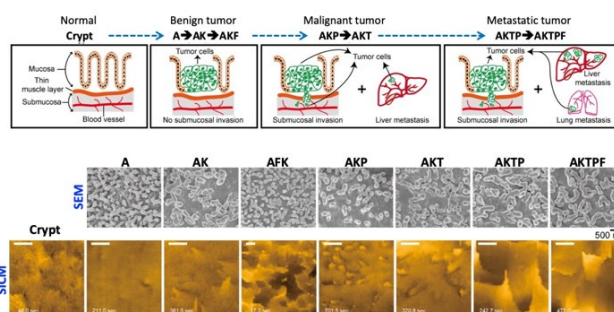 Normal
Crypt
Benign tumor
A➔AK➔AKF
Malignant tumor
AKP➔AKT
Metastatic tumor
AKTP➔AKTPF
Mucosa
Thin
muscle layer
Submucosa
Blood vessel
Tumor cells
No submucosal invasion
Tumor cells
Submucosal invasion
+
Liver metastasis
Tumor cells
Submucosal invasion
+
Liver
metastasis
Lung metastasis
A
AK
AFK
AKP
AKT
AKTP
AKTPF
SEM
500
Crypt
SICM